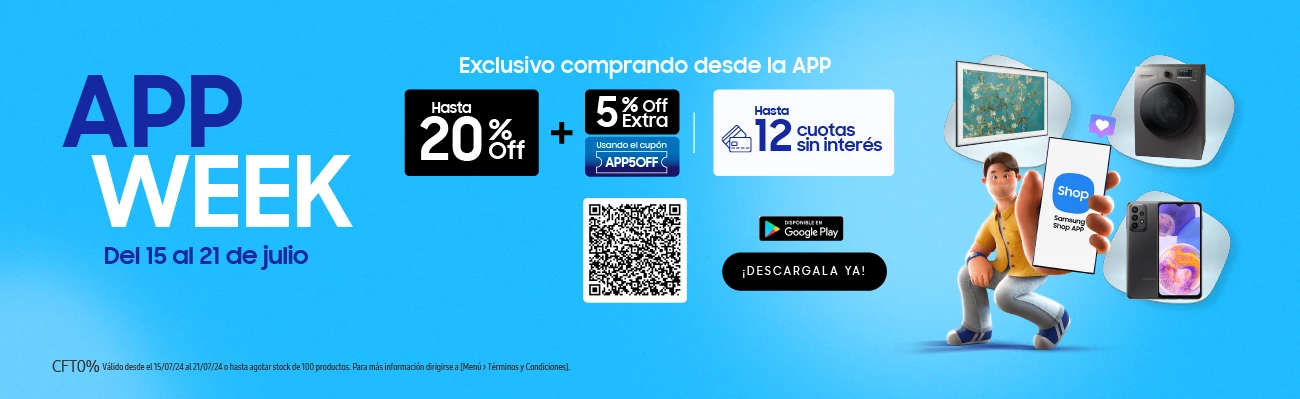 APP
WEEK
Del 15 al 21 de julio
Exclusivo comprando desde la APP
Hasta
20% Off
+
5% Off
Extra
Usando el cupón
APP5OFF
Hasta
12 cuotas
sin interés
DISPONIBLE EN
Google Play
¡DESCARGALA YA!
Shop
Samsung
Shop APP
CFT0% Válido desde el 15/07/24 al 21/07/24 o hasta agotar stock de 100 productos. Para más información dirigirse a [Menú > Términos y Condiciones].